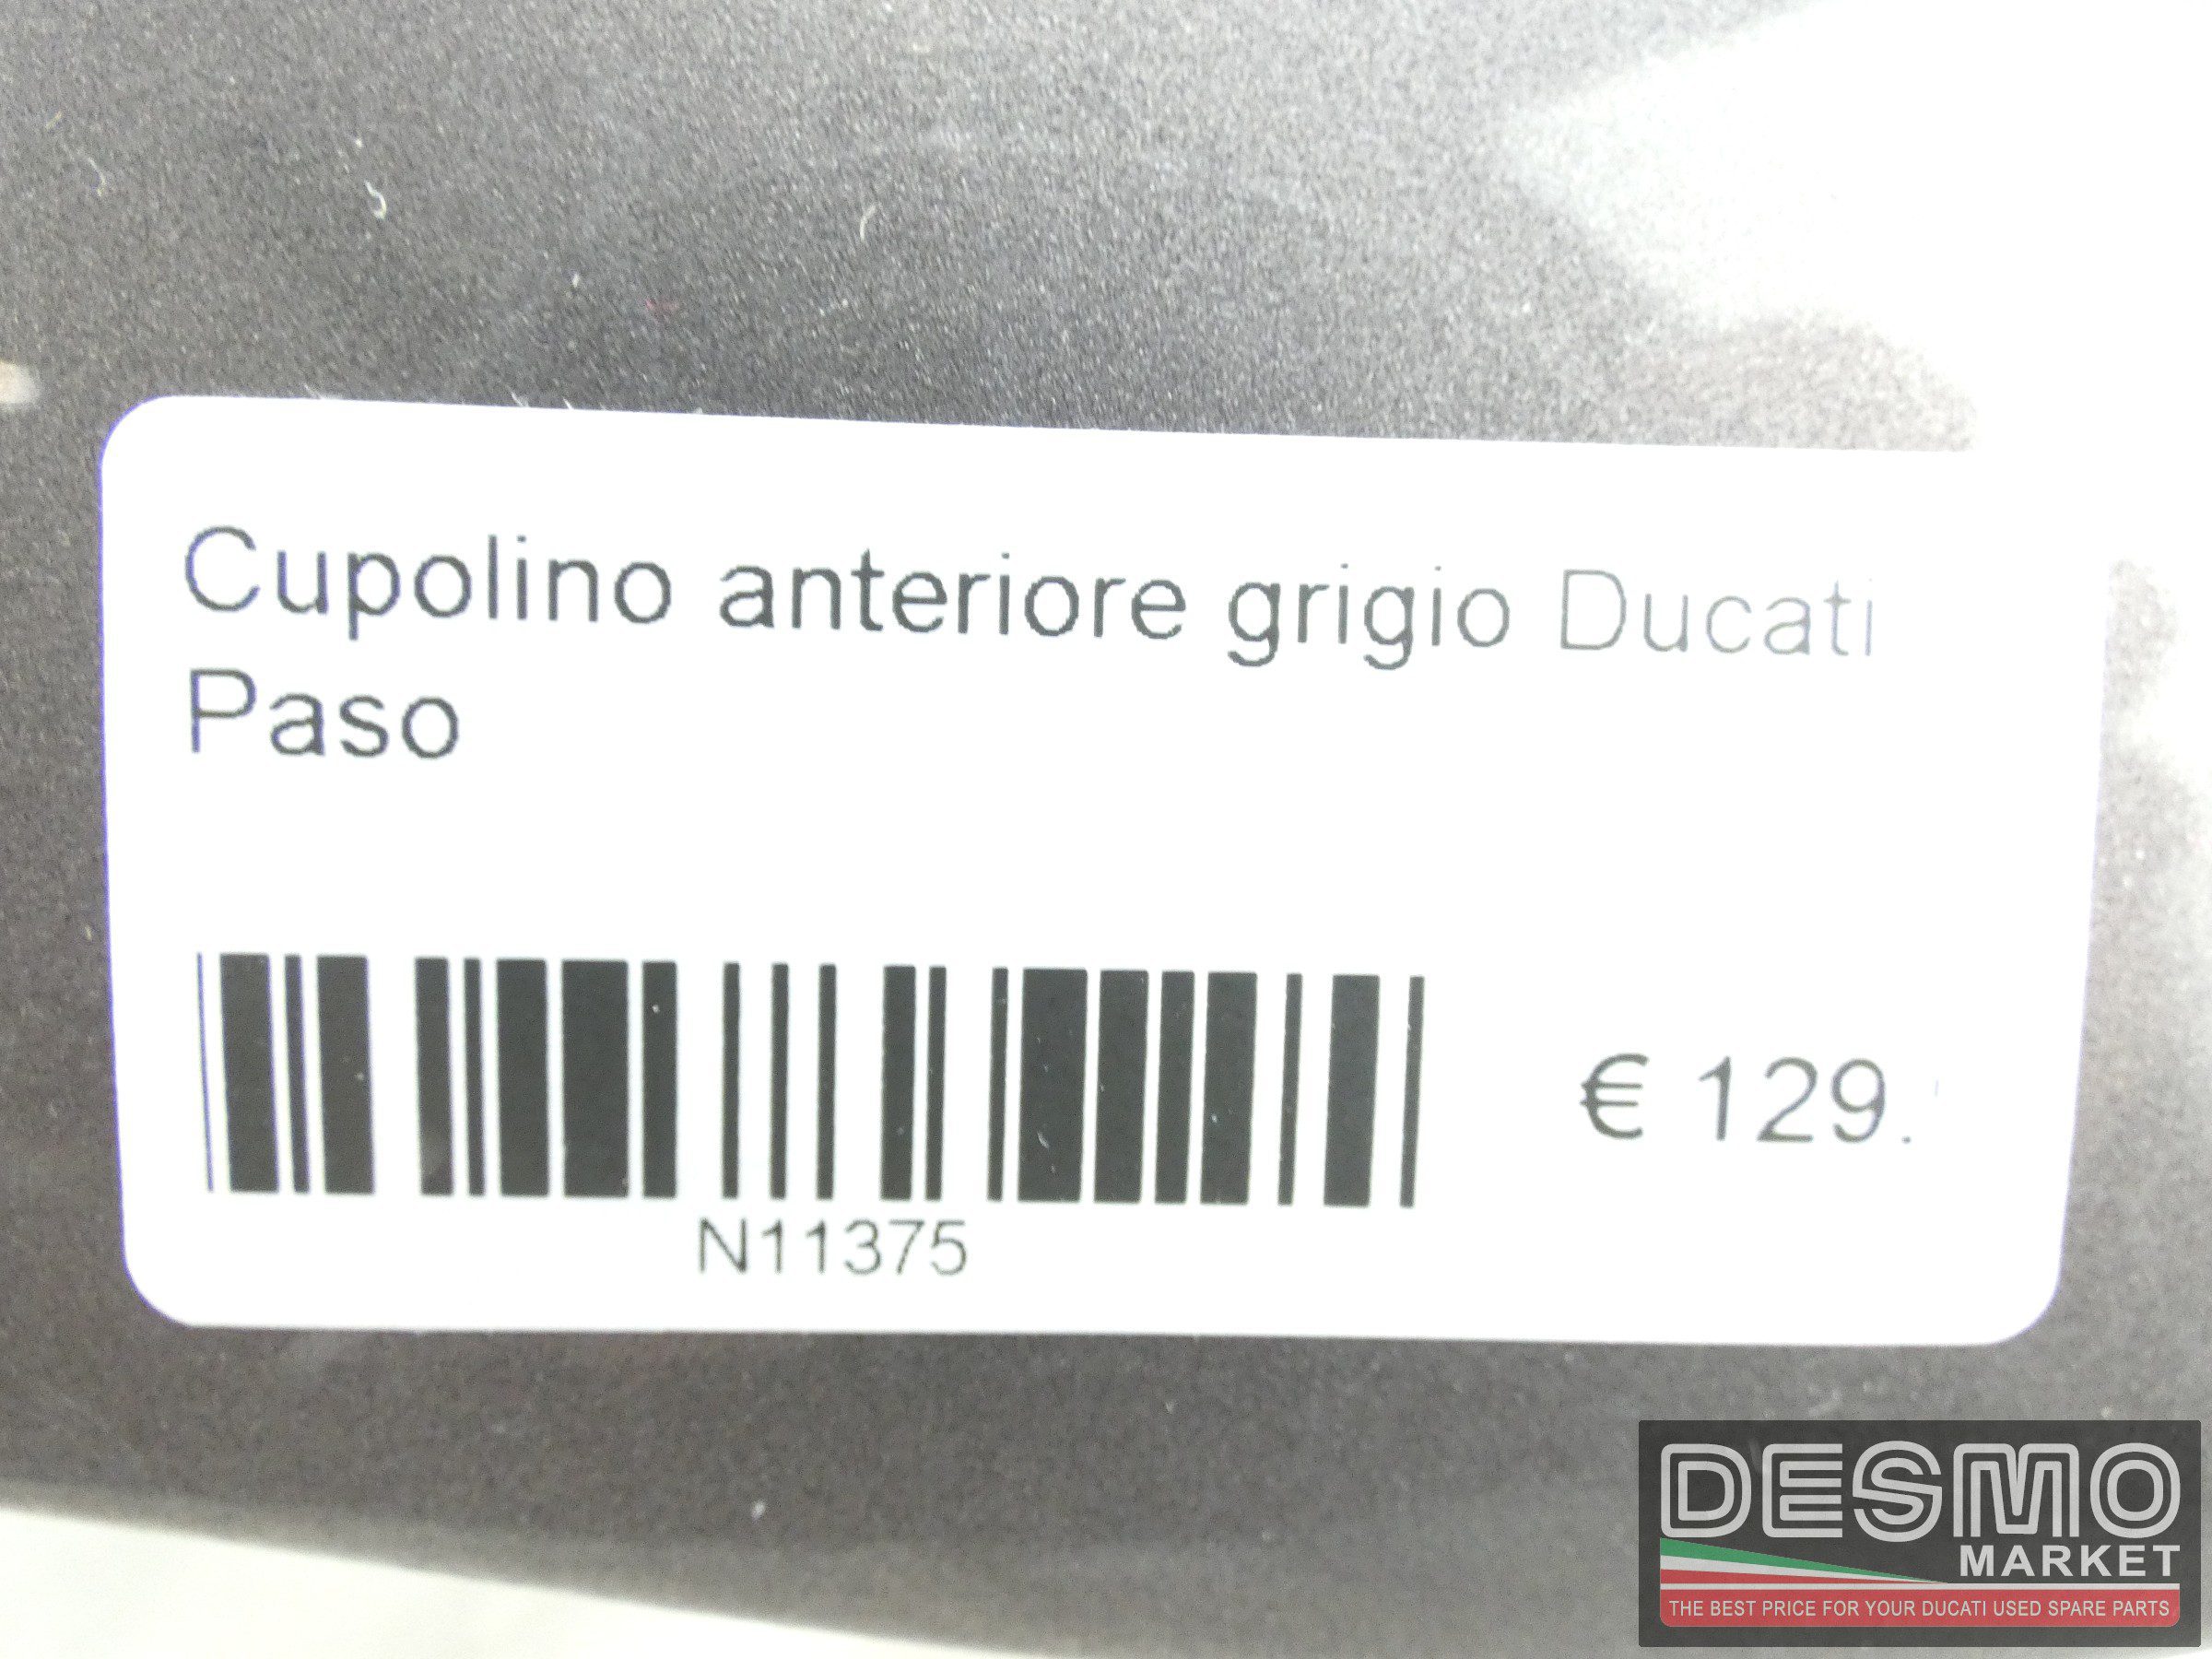 Cupolino anteriore grigio Ducati
Paso
€ 129.
N11375
DESMO
MARKET
THE BEST PRICE FOR YOUR DUCATI USED SPARE PARTS